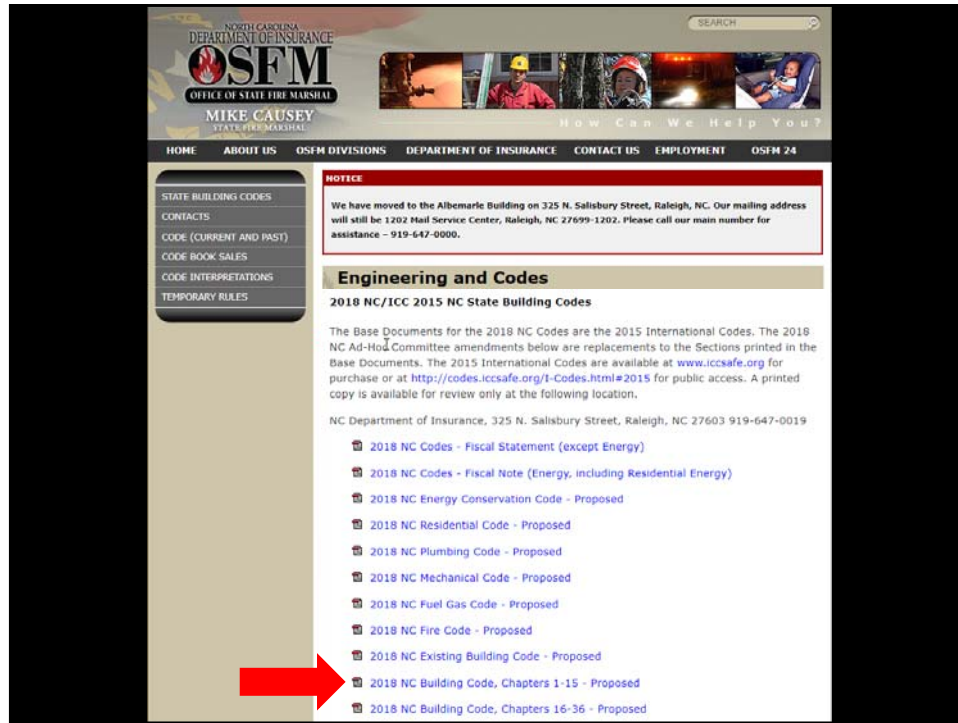 NORTH CAROLINA
DEPARTMENT OF INSURANCE
OSFM
OFFICE OF STATE FIRE MARSHAL
MIKE CAUSEY
STATE FIRE MARSHAL
SEARCH
How Can We Help You?
HOME ABOUT US OSFM DIVISIONS DEPARTMENT OF INSURANCE CONTACT US EMPLOYMENT OSFM 24
STATE BUILDING CODES
CONTACTS
CODE (CURRENT AND PAST)
CODE BOOK SALES
CODE INTERPRETATIONS
TEMPORARY RULES
NOTICE
We have moved to the Albemarle Building on 325 N. Salisbury Street, Raleigh, NC. Our mailing address
will still be 1202 Mail Service Center, Raleigh, NC 27699-1202. Please call our main number for
assistance – 919-647-0000.
Engineering and Codes
2018 NC/ICC 2015 NC State Building Codes
The Base Documents for the 2018 NC Codes are the 2015 International Codes. The 2018
NC Ad-Hod Committee amendments below are replacements to the Sections printed in the
Base Documents. The 2015 International Codes are available at www.iccsafe.org for
purchase or at http://codes.iccsafe.org/I-Codes.html#2015 for public access. A printed
copy is available for review only at the following location.
NC Department of Insurance, 325 N. Salisbury Street, Raleigh, NC 27603 919-647-0019
2018 NC Codes - Fiscal Statement (except Energy)
2018 NC Codes - Fiscal Note (Energy, including Residential Energy)
2018 NC Energy Conservation Code - Proposed
2018 NC Residential Code - Proposed
2018 NC Plumbing Code - Proposed
2018 NC Mechanical Code - Proposed
2018 NC Fuel Gas Code - Proposed
2018 NC Fire Code - Proposed
2018 NC Existing Building Code - Proposed
2018 NC Building Code, Chapters 1-15 - Proposed
2018 NC Building Code, Chapters 16-36 - Proposed